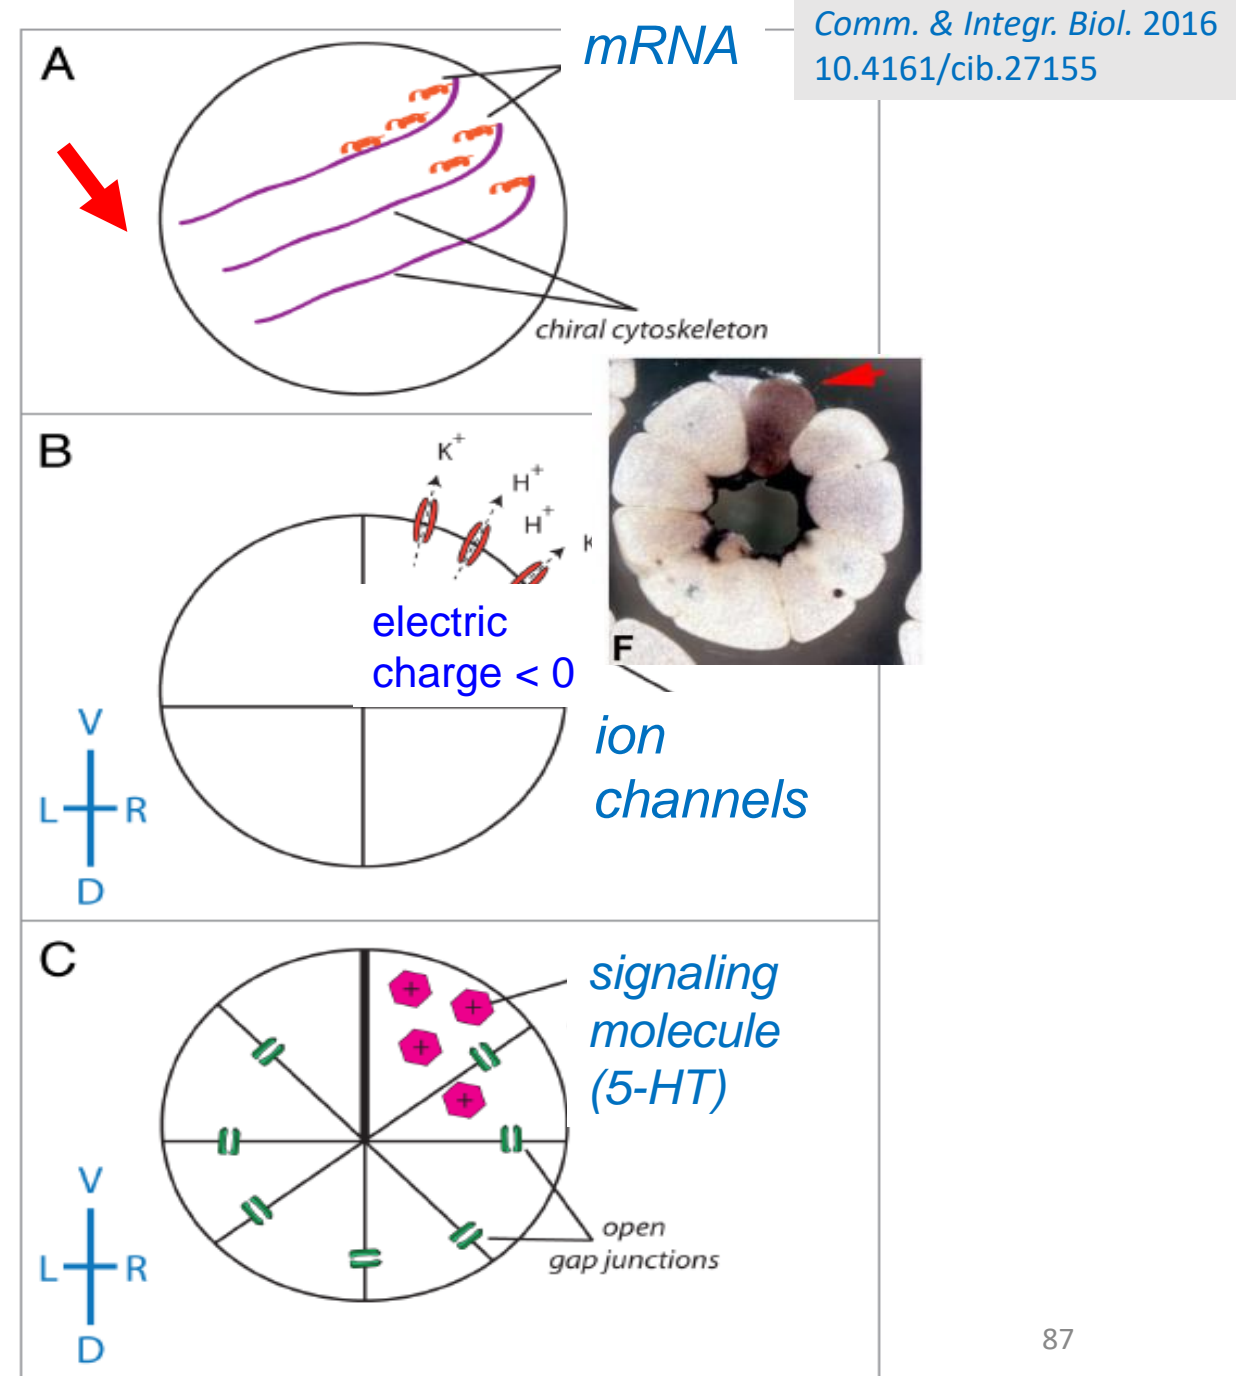 Comm. & Integr. Biol. 2016
10.4161/cib.27155
A
mRNA
chiral cytoskeleton
B
K+
H+
H+
K
electric
charge < 0
F
ion
channels
V
L R
D
C
signaling
molecule
(5-HT)
+
+
+
+
V
L R
D
open
gap junctions
87